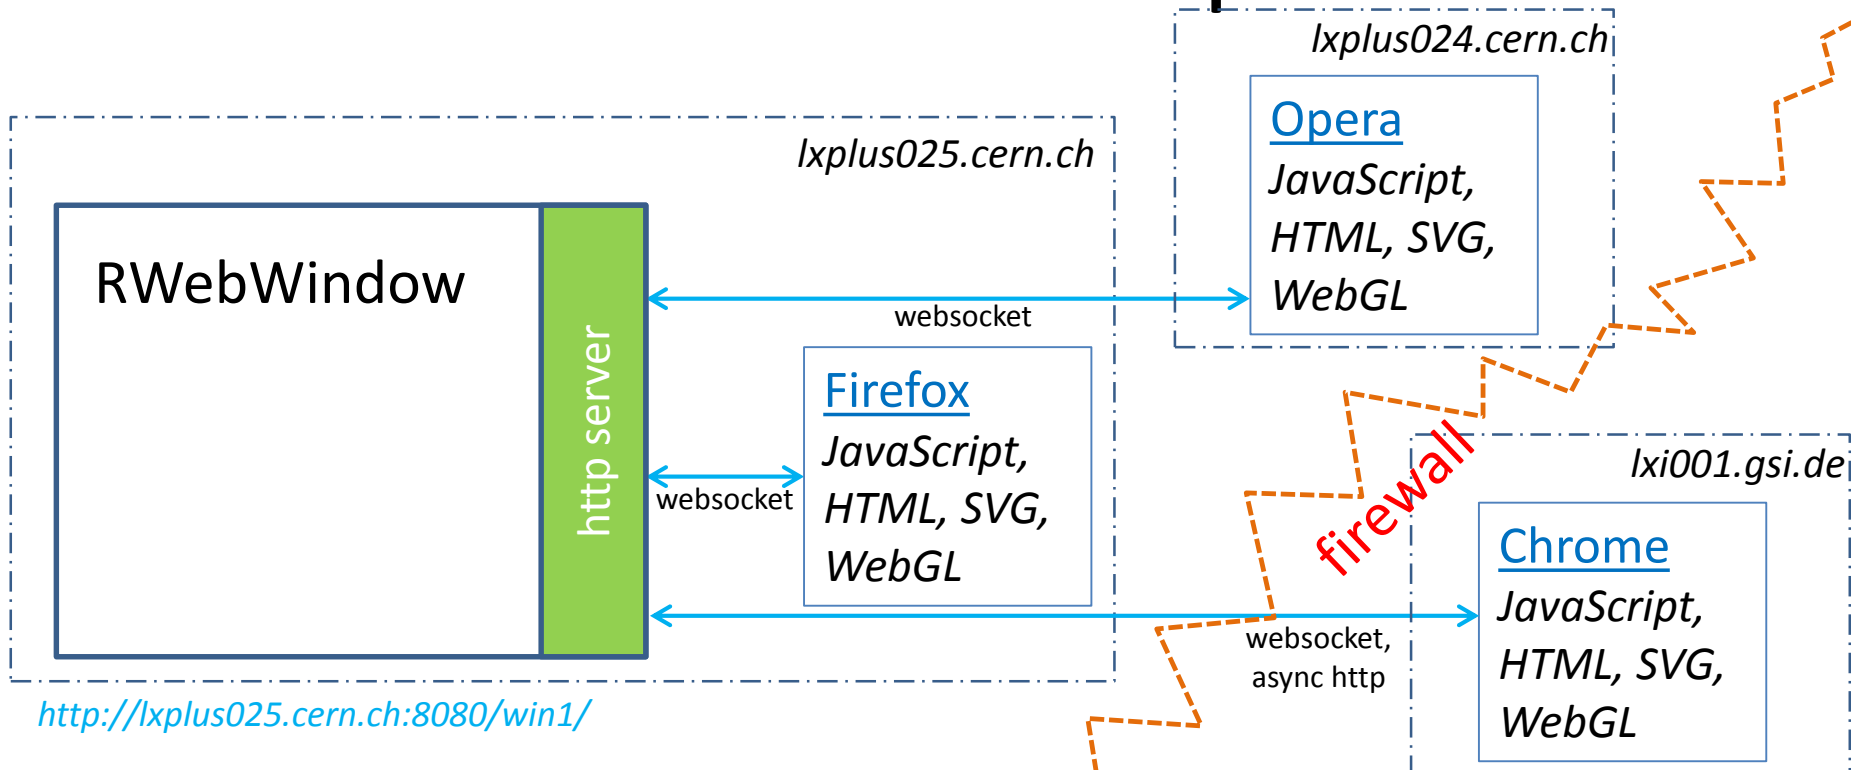 lxplus024.cern.ch
Opera
JavaScript,
HTML, SVG,
WebGL
lxplus025.cern.ch
RWebWindow
http server
websocket
Firefox
JavaScript,
HTML, SVG,
WebGL
websocket
firewall
lxi001.gsi.de
Chrome
JavaScript,
HTML, SVG,
WebGL
websocket,
async http
http://lxplus025.cern.ch:8080/win1/